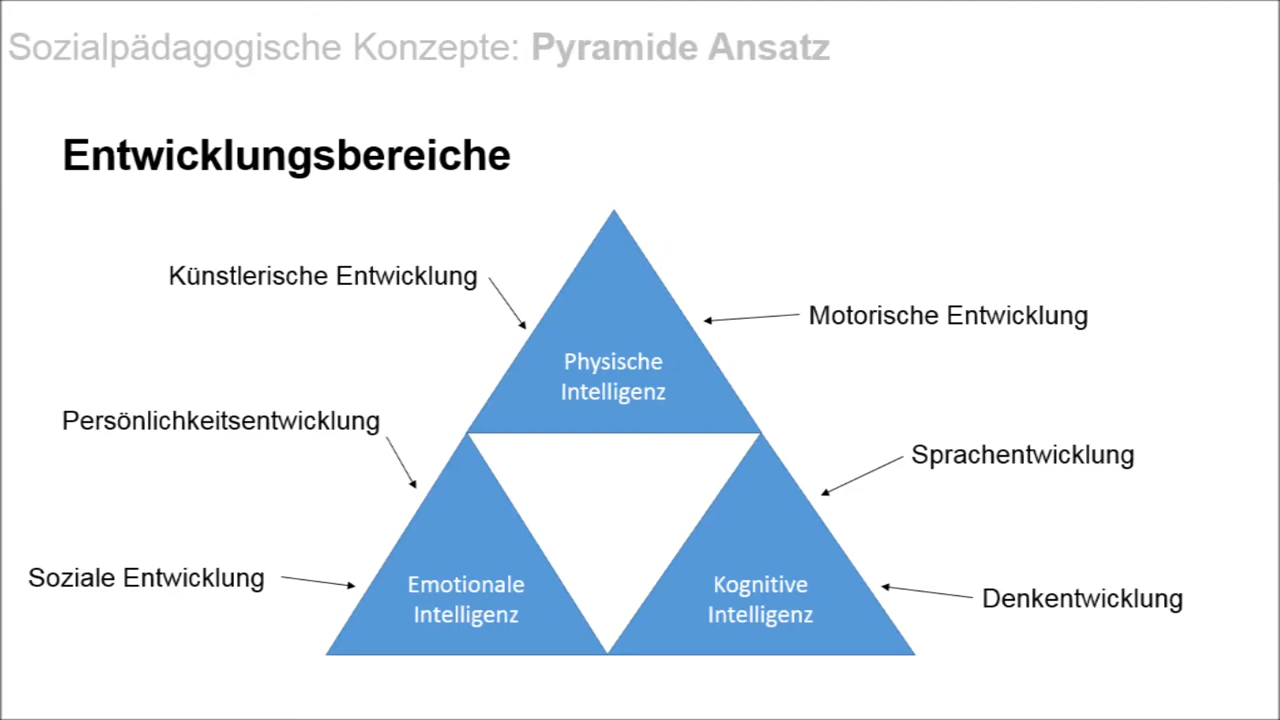 Sozialpädagogische Konzepte: Pyramide Ansatz
Entwicklungsbereiche
Künstlerische Entwicklung
Motorische Entwicklung
Physische
Intelligenz
Persönlichkeitsentwicklung
Sprachentwicklung
Soziale Entwicklung
Emotionale
Intelligenz
Kognitive
Intelligenz
Denkentwicklung